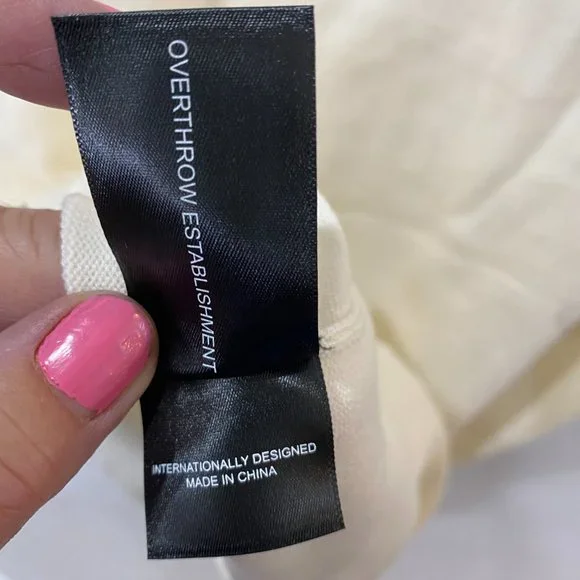 OVERTHROW ESTABLISHMENT
INTERNATIONALLY DESIGNED
MADE IN CHINA